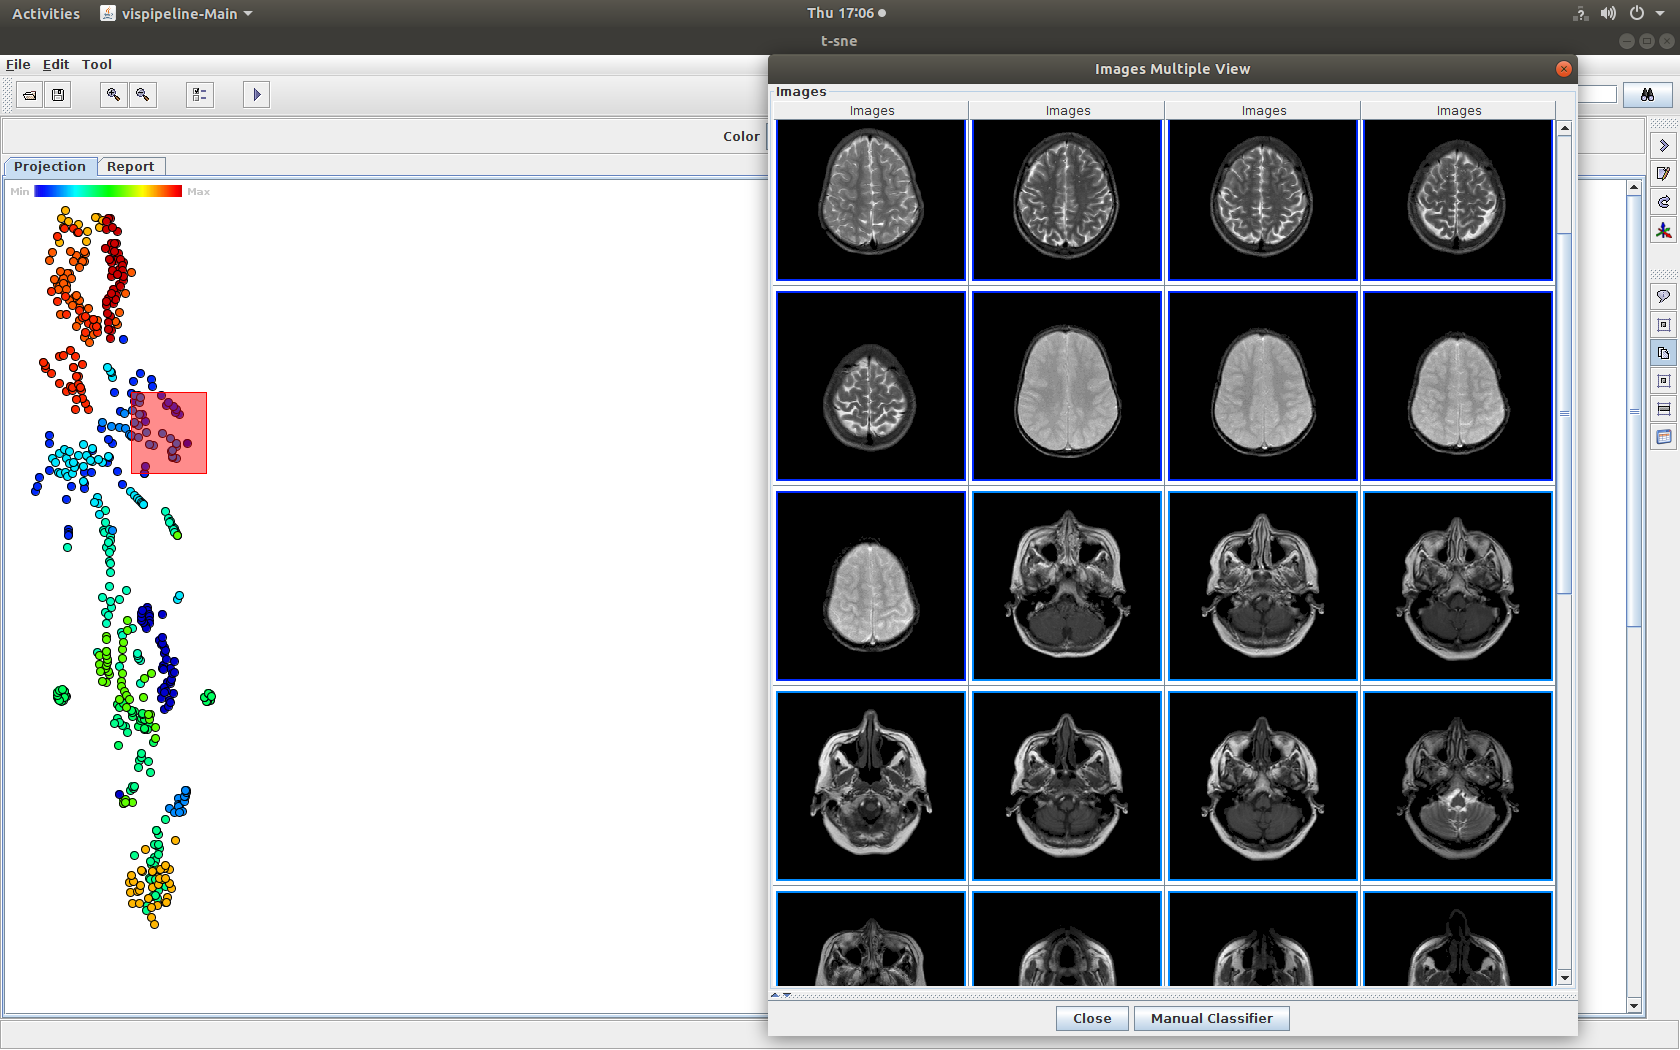 Activities vispipeline-Main Thu 17:06
t-sne
File Edit Tool
Images Multiple View
Images
Images Images Images Images
Color
Projection Report
Min Max
Close Manual Classifier